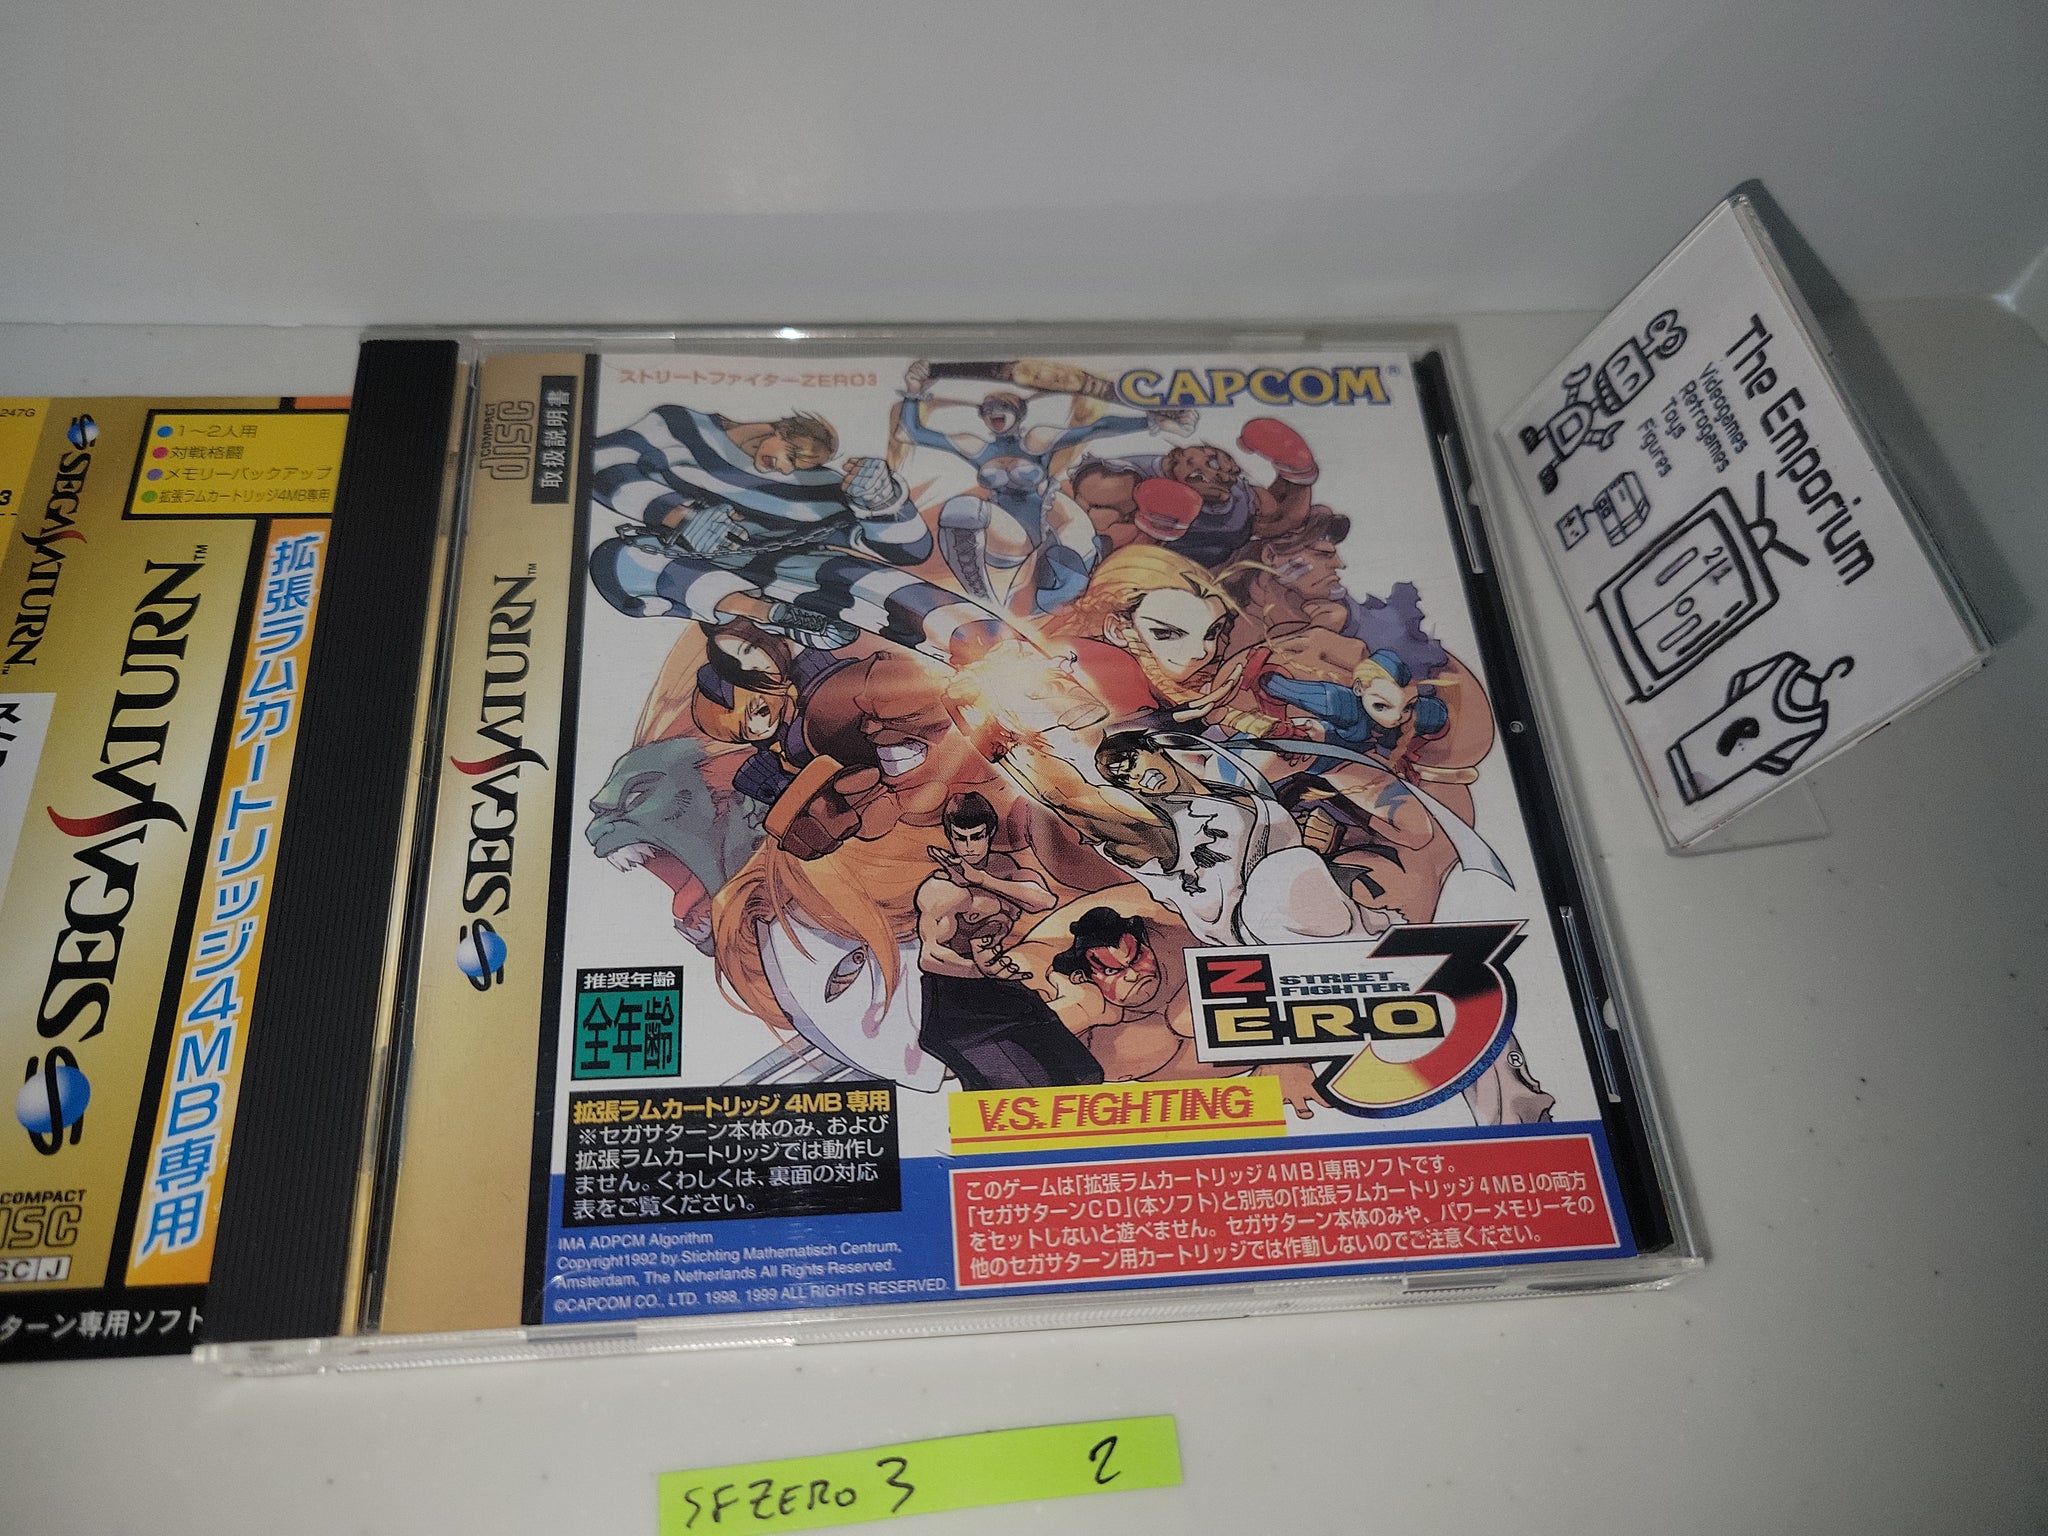 247G
3
SEGA SATURN™
1～2人用
対戦格闘
メモリーバックアップ
拡張ラムカートリッジ4MB専用
SEGA SATURN™
COMPACT
DISC
拡張ラムカートリッジ4MB専用
ターン専用ソフト
COMPACT
DISC
取扱説明書
SEGA SATURN™
ストリートファイターZERO3
CAPCOM®
推奨年齢
全年齢
Z
STREET
FIGHTER
ZERO 3
®
拡張ラムカートリッジ 4MB 専用
※セガサターン本体のみ、および
拡張ラムカートリッジでは動作し
ません。くわしくは、裏面の対応
表をご覧ください。
V.S.FIGHTING
このゲームは「拡張ラムカートリッジ4MB」専用ソフトです。
「セガサターンCD」(本ソフト)と別売の「拡張ラムカートリッジ4MB」の両方
をセットしないと遊べません。セガサターン本体のみや、パワーメモリーその
他のセガサターン用カートリッジでは作動しないのでご注意ください。
IMA ADPCM Algorithm
Copyright1992 by Stichting Mathematisch Centrum,
Amsterdam, The Netherlands All Rights Reserved.
©CAPCOM CO., LTD. 1998, 1999 ALL RIGHTS RESERVED.
The Emporium
Videogames
Retrogames
Toys
Figures
SF ZERO 3 2